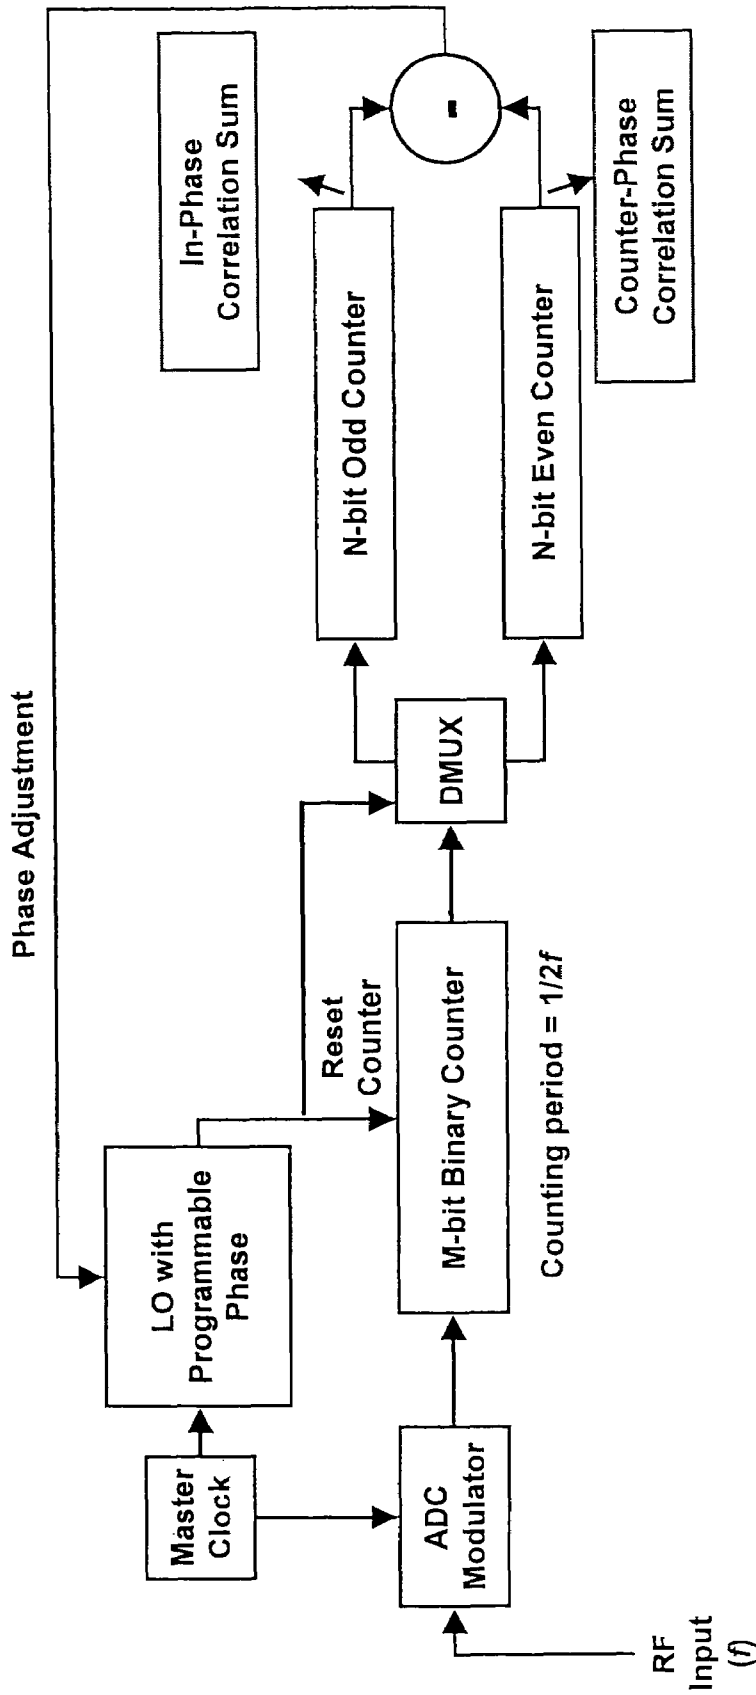 Phase Adjustment
In-Phase
Correlation Sum
LO with
Programmable
Phase
Master
Clock
Reset
Counter
N-bit Odd Counter
DMUX
ADC
Modulator
M-bit Binary Counter
N-bit Even Counter
-
Counting period = 1/2f
Counter-Phase
Correlation Sum
RF
Input
(f)